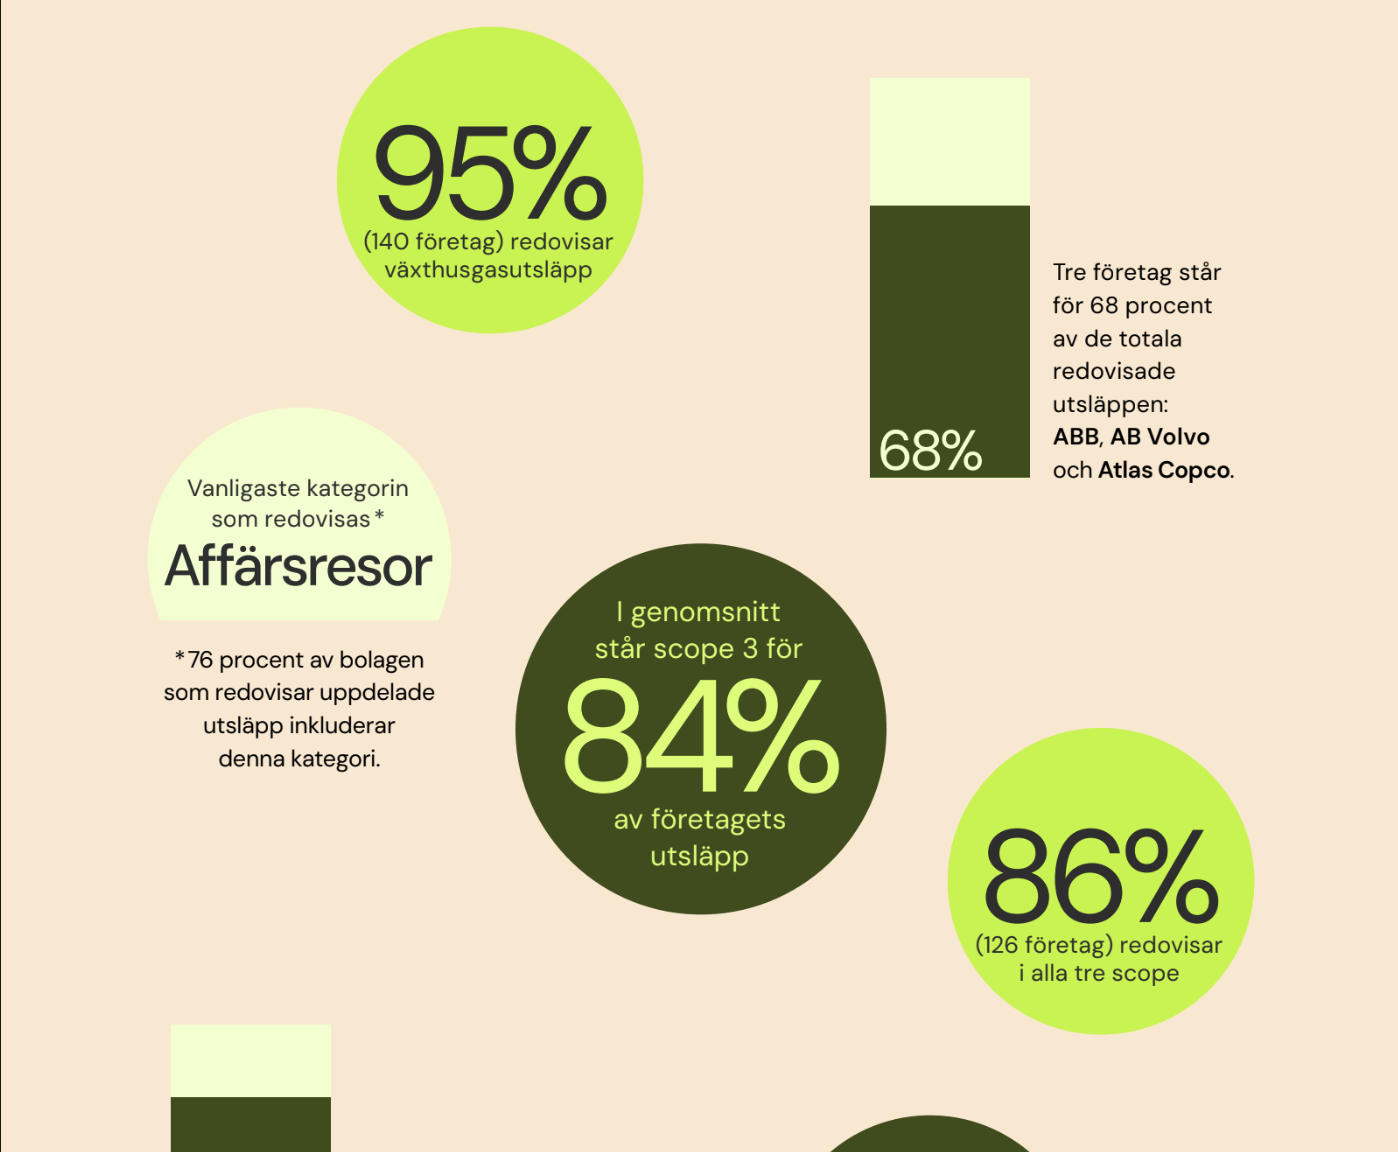 95%
(140 företag) redovisar
växthusgasutsläpp
68%
Tre företag står
för 68 procent
av de totala
redovisade
utsläppen:
ABB, AB Volvo
och Atlas Copco.
Vanligaste kategorin
som redovisas*
Affärsresor
*76 procent av bolagen
som redovisar uppdelade
utsläpp inkluderar
denna kategori.
I genomsnitt
står scope 3 för
84%
av företagets
utsläpp
86%
(126 företag) redovisar
i alla tre scope